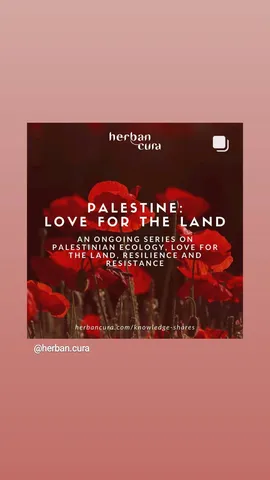 herban
cura
PALESTINE:
LOVE FOR THE LAND
AN ONGOING SERIES ON
PALESTINIAN ECOLOGY, LOVE FOR
THE LAND, RESILIENCE AND
RESISTANCE
herbancura.com/knowledge-shares
@herban.cura